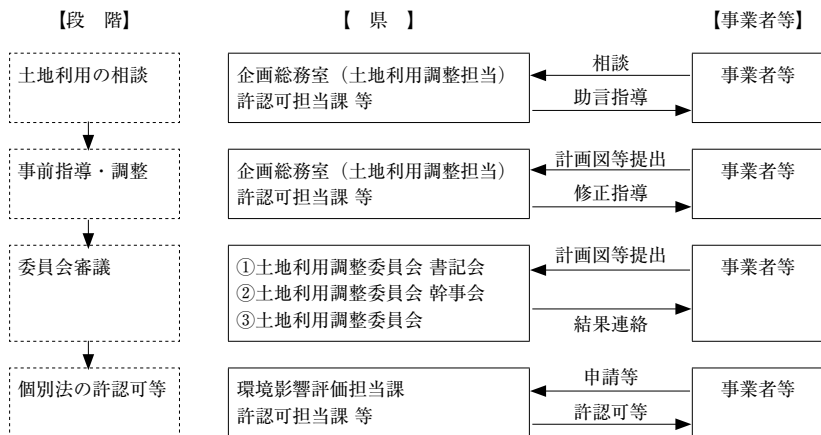 【段　階】　【　県　】　【事業者等】
土地利用の相談
企画総務室（土地利用調整担当）
許認可担当課 等
相談
助言指導
事業者等
事前指導・調整
企画総務室（土地利用調整担当）
許認可担当課 等
計画図等提出
修正指導
事業者等
委員会審議
①土地利用調整委員会 書記会
②土地利用調整委員会 幹事会
③土地利用調整委員会
計画図等提出
結果連絡
事業者等
個別法の許認可等
環境影響評価担当課
許認可担当課 等
申請等
許認可等
事業者等